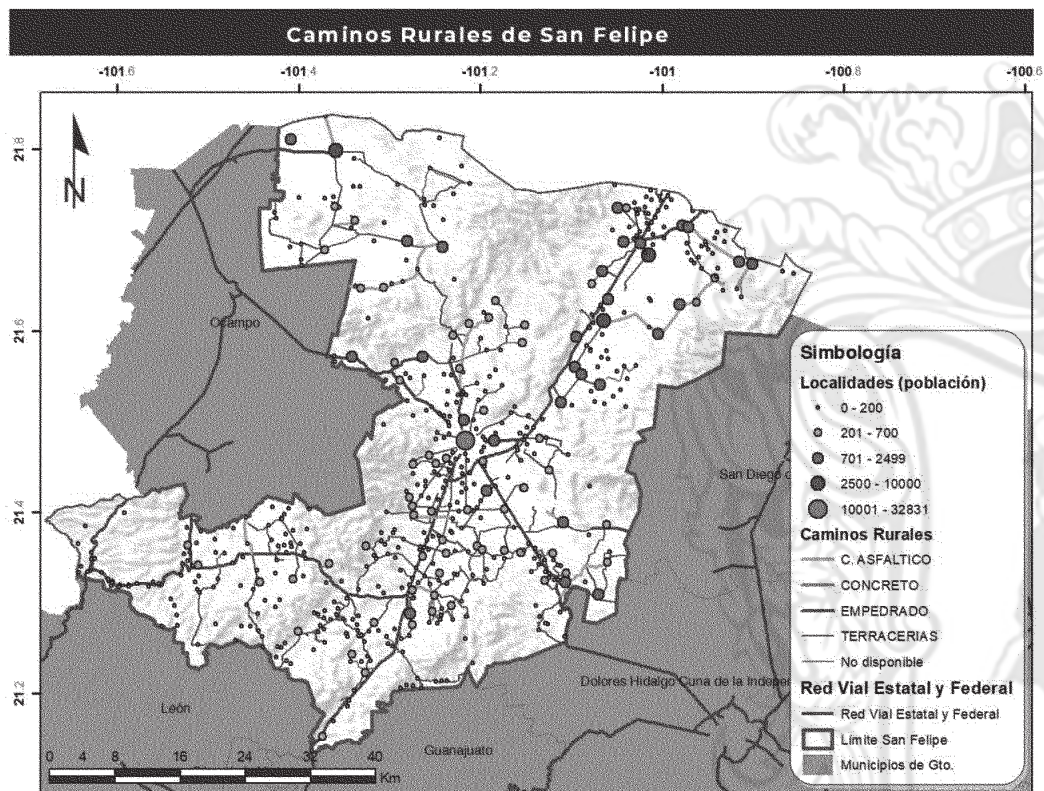 Caminos Rurales de San Felipe
-101.6 -101.4 -101.2 -101 -100.8 -100.6
21.8
21.6
21.4
21.2
N
Ocampo
San Diego
León
Guanajuato
Dolores Hidalgo Cuna de la
0 4 8 16 24 32 40
Km
Simbología
Localidades (población)
0 - 200
201 - 700
701 - 2499
2500 - 10000
10001 - 32831
Caminos Rurales
C. ASFALTICO
CONCRETO
EMPEDRADO
TERRACERIAS
No disponible
Red Vial Estatal y Federal
Red Vial Estatal y Federal
Límite San Felipe
Municipios de Gto.